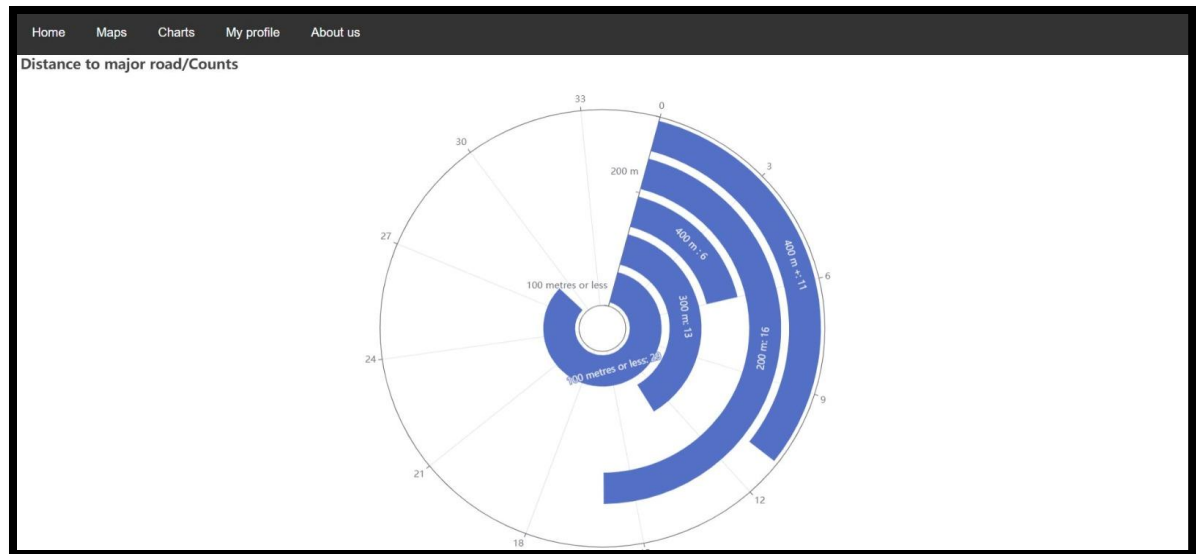 Home Maps Charts My profile About us
Distance to major road/Counts
33
0
30
3
200 m
400 m : 6
400 m +: 11
27
6
100 metres or less
300 m: 13
200 m: 16
24
100 metres or less:
9
21
12
18